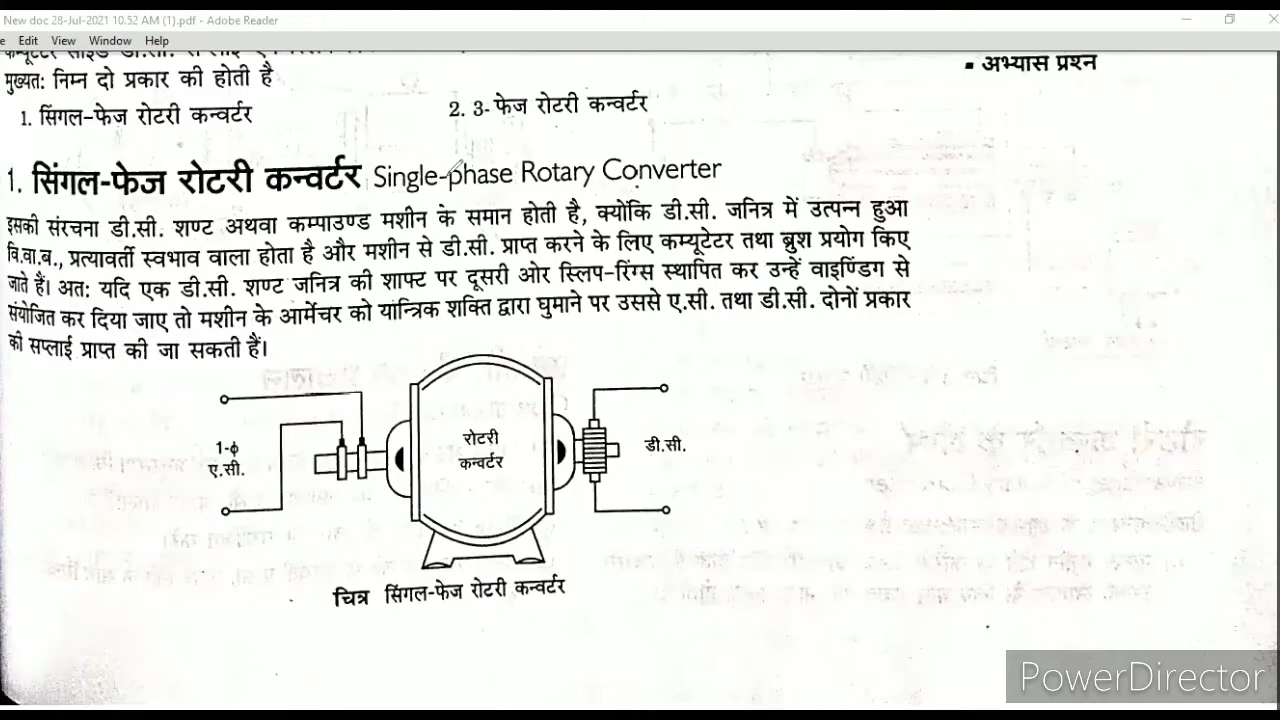 New doc 28-Jul-2021 10.52 AM (1).pdf - Adobe Reader
Edit View Window Help
मुख्यत: निम्न दो प्रकार की होती है
▪ अभ्यास प्रश्न
1. सिंगल-फेज रोटरी कन्वर्टर
2. 3-फेज रोटरी कन्वर्टर
1. सिंगल-फेज रोटरी कन्वर्टर Single-phase Rotary Converter
इसकी संरचना डी.सी. शण्ट अथवा कम्पाउण्ड मशीन के समान होती है, क्योंकि डी.सी. जनित्र में उत्पन्न हुआ
वि.वा.ब., प्रत्यावर्ती स्वभाव वाला होता है और मशीन से डी.सी. प्राप्त करने के लिए कम्यूटेटर तथा ब्रुश प्रयोग किए
जाते हैं। अत: यदि एक डी.सी. शण्ट जनित्र की शाफ्ट पर दूसरी ओर स्लिप-रिंग्स स्थापित कर उन्हें वाइण्डिग से
संयोजित कर दिया जाए तो मशीन के आर्मेचर को यान्त्रिक शक्ति द्वारा घुमाने पर उससे ए.सी. तथा डी.सी. दोनों प्रकार
की सप्लाई प्राप्त की जा सकती हैं।
1-ϕ
ए.सी.
रोटरी
कन्वर्टर
डी.सी.
चित्र सिंगल-फेज रोटरी कन्वर्टर
PowerDirector